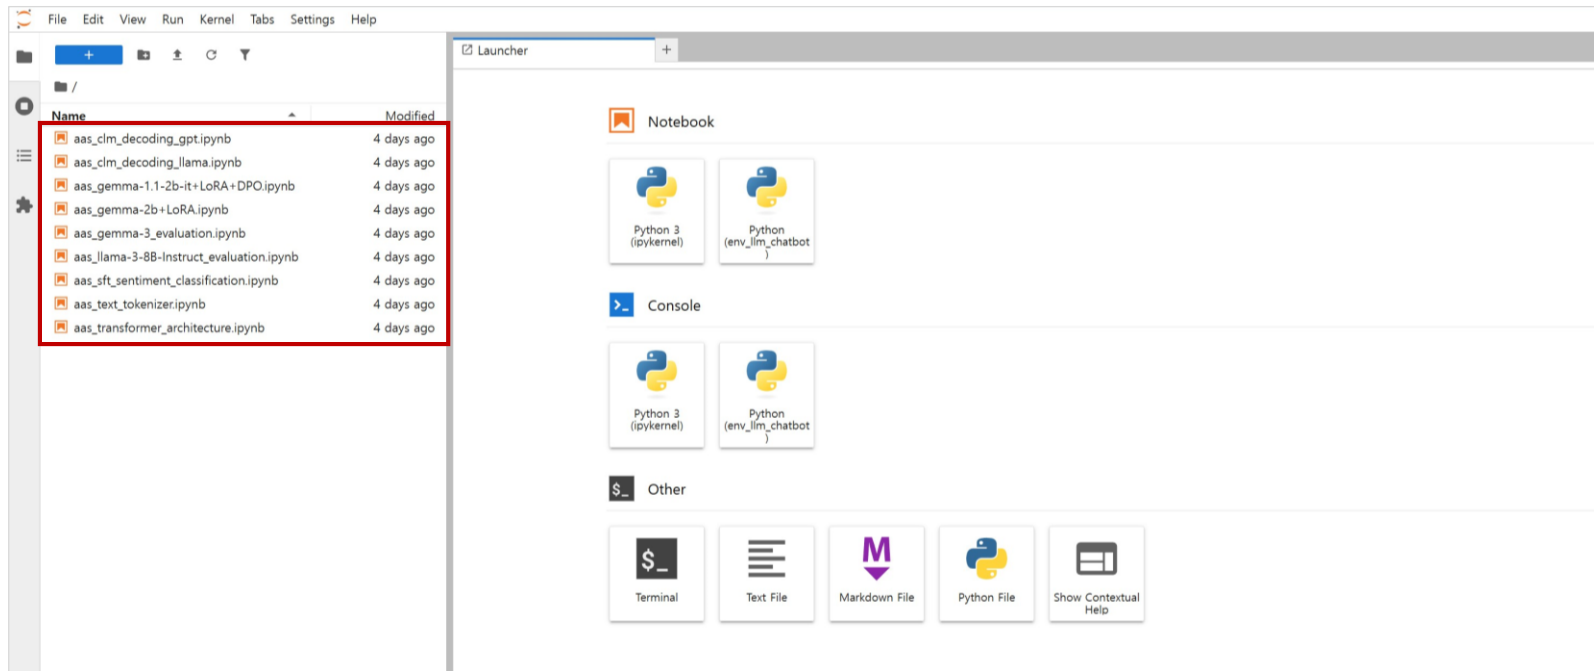 File Edit View Run Kernel Tabs Settings Help
+
/
Name Modified
aas_clm_decoding_gpt.ipynb 4 days ago
aas_clm_decoding_llama.ipynb 4 days ago
aas_gemma-1.1-2b-it+LoRA+DPO.ipynb 4 days ago
aas_gemma-2b+LoRA.ipynb 4 days ago
aas_gemma-3_evaluation.ipynb 4 days ago
aas_llama-3-8B-Instruct_evaluation.ipynb 4 days ago
aas_sft_sentiment_classification.ipynb 4 days ago
aas_text_tokenizer.ipynb 4 days ago
aas_transformer_architecture.ipynb 4 days ago
Launcher +
Notebook
Python 3
(ipykernel)
Python
(env_llm_chatbot
)
>_ Console
Python 3
(ipykernel)
Python
(env_llm_chatbot
)
$_ Other
$_
Terminal
Text File
M
Markdown File
Python File
Show Contextual
Help